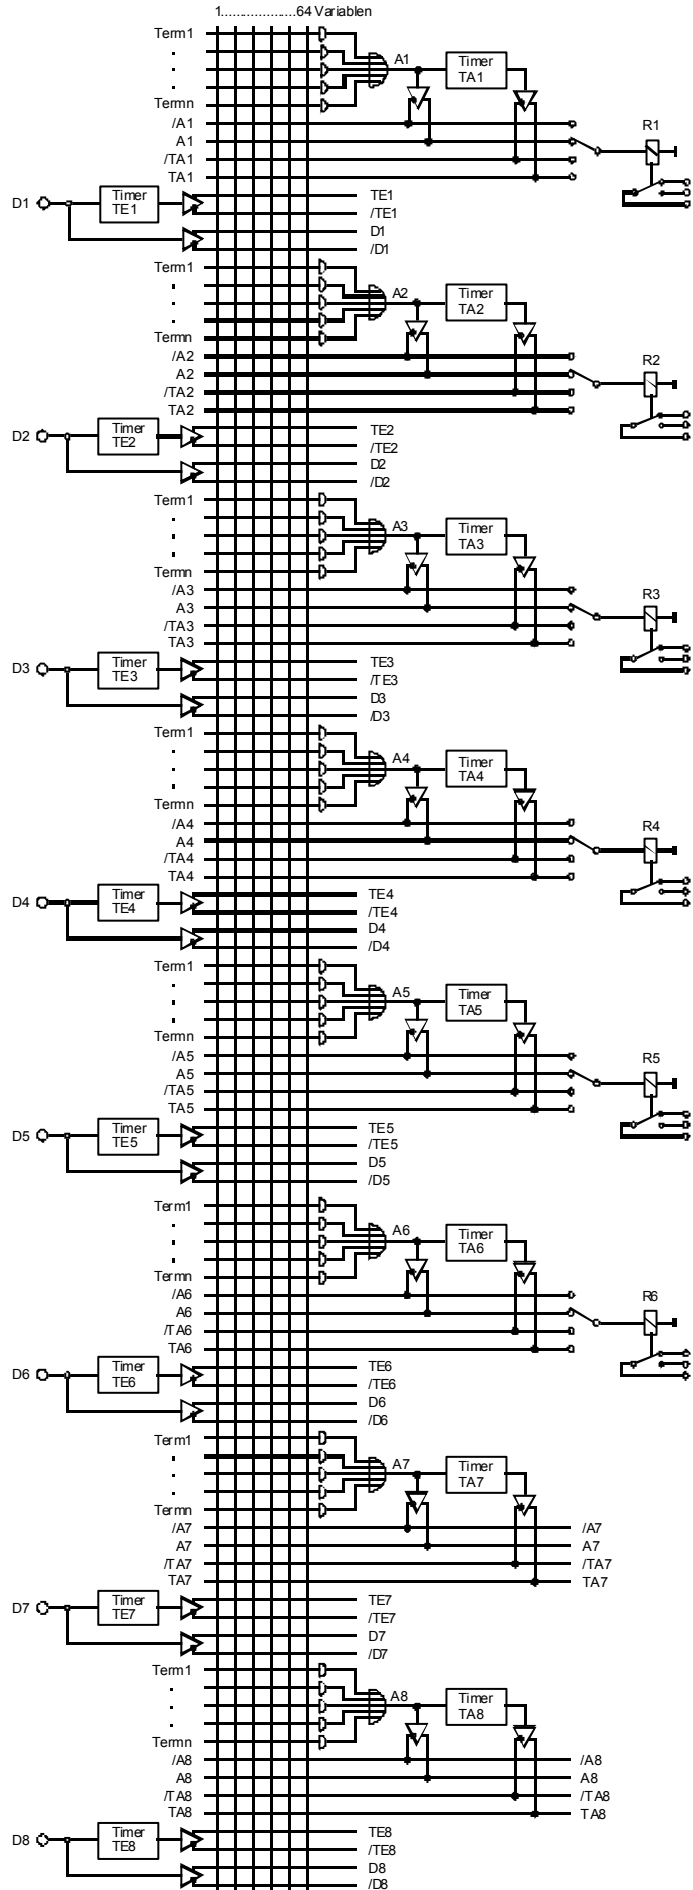 1.....................64 Variablen
Term1
.
.
.
Termn
A1
Timer
TA1
/A1
A1
/TA1
TA1
R1
D1
Timer
TE1
TE1
/TE1
D1
/D1
Term1
.
.
.
Termn
A2
Timer
TA2
/A2
A2
/TA2
TA2
R2
D2
Timer
TE2
TE2
/TE2
D2
/D2
Term1
.
.
.
Termn
A3
Timer
TA3
/A3
A3
/TA3
TA3
R3
D3
Timer
TE3
TE3
/TE3
D3
/D3
Term1
.
.
.
Termn
A4
Timer
TA4
/A4
A4
/TA4
TA4
R4
D4
Timer
TE4
TE4
/TE4
D4
/D4
Term1
.
.
.
Termn
A5
Timer
TA5
/A5
A5
/TA5
TA5
R5
D5
Timer
TE5
TE5
/TE5
D5
/D5
Term1
.
.
.
Termn
A6
Timer
TA6
/A6
A6
/TA6
TA6
R6
D6
Timer
TE6
TE6
/TE6
D6
/D6
Term1
.
.
.
Termn
A7
Timer
TA7
/A7
A7
/TA7
TA7
/A7
A7
/TA7
TA7
D7
Timer
TE7
TE7
/TE7
D7
/D7
Term1
.
.
.
Termn
A8
Timer
TA8
/A8
A8
/TA8
TA8
/A8
A8
/TA8
TA8
D8
Timer
TE8
TE8
/TE8
D8
/D8